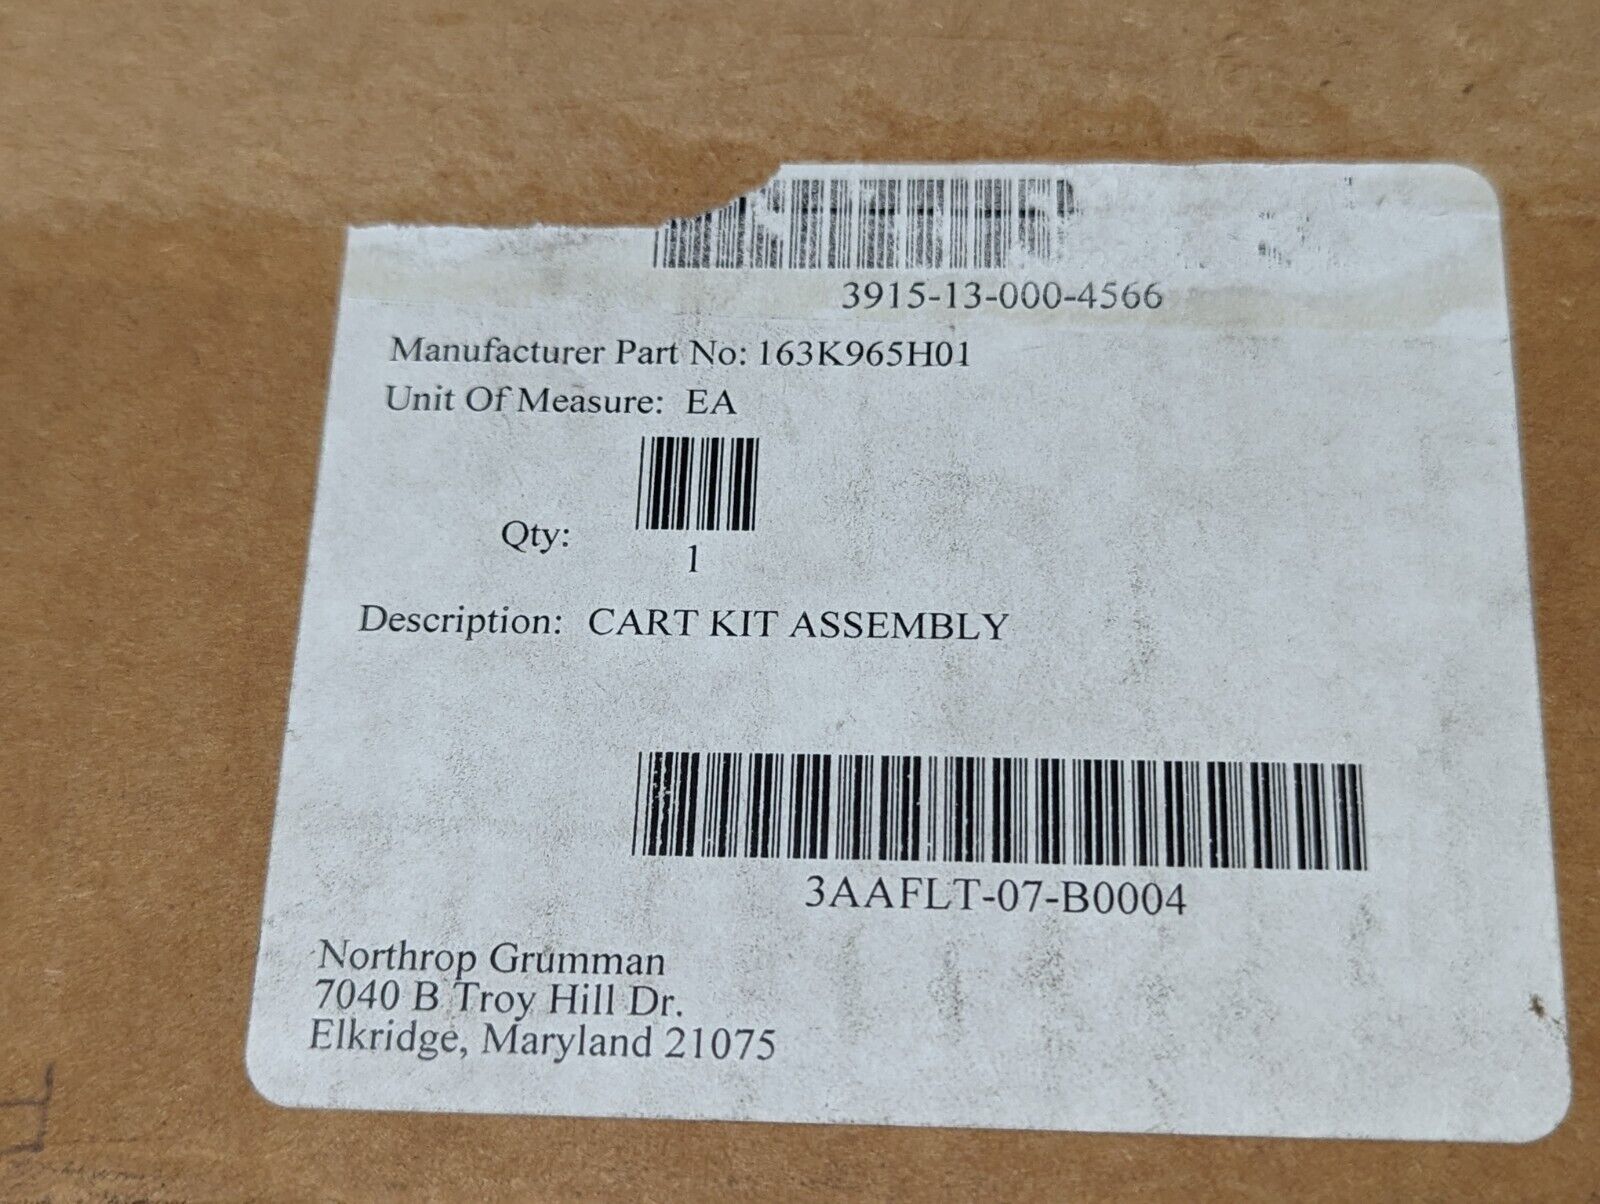 3915-13-000-4566
Manufacturer Part No: 163K965H01
Unit Of Measure: EA
Qty:
1
Description: CART KIT ASSEMBLY
3AAFLT-07-B0004
Northrop Grumman
7040 B Troy Hill Dr.
Elkridge, Maryland 21075